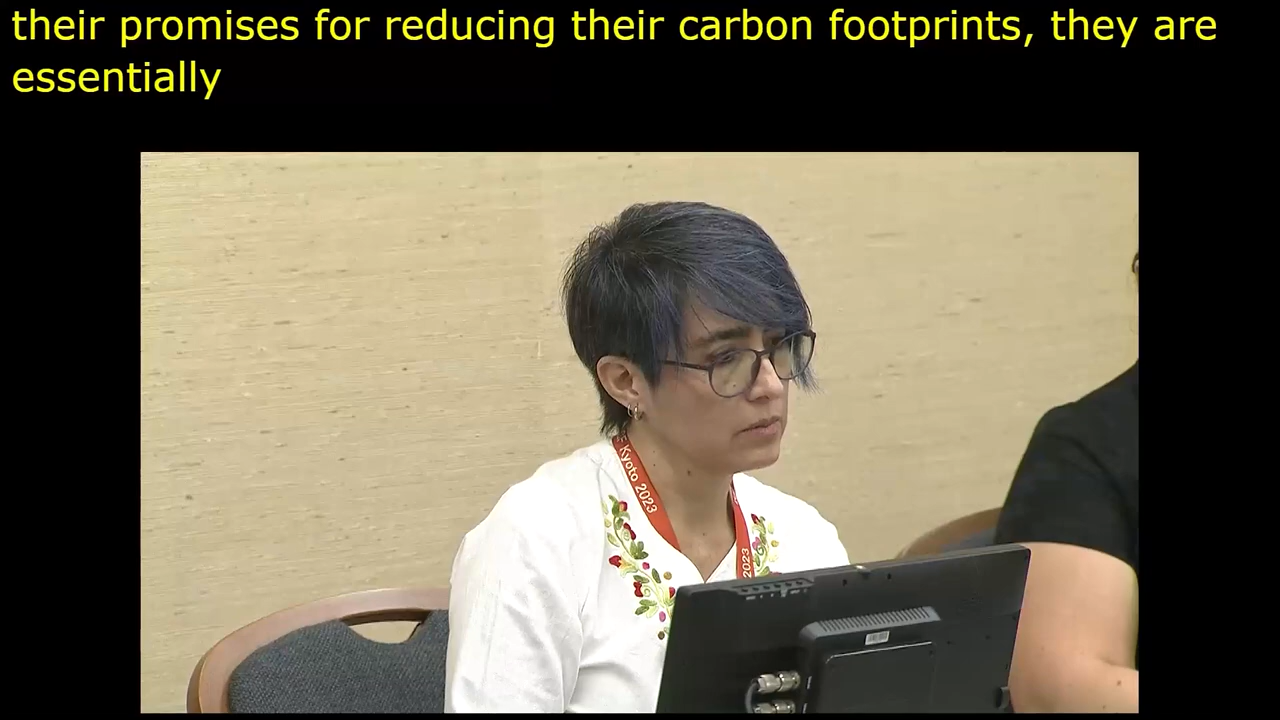 their promises for reducing their carbon footprints, they are
essentially
Kyoto 2023
2023